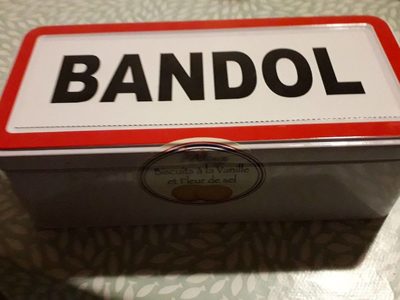 BANDOL
Biscuits à la Vanille
et Fleur de sel